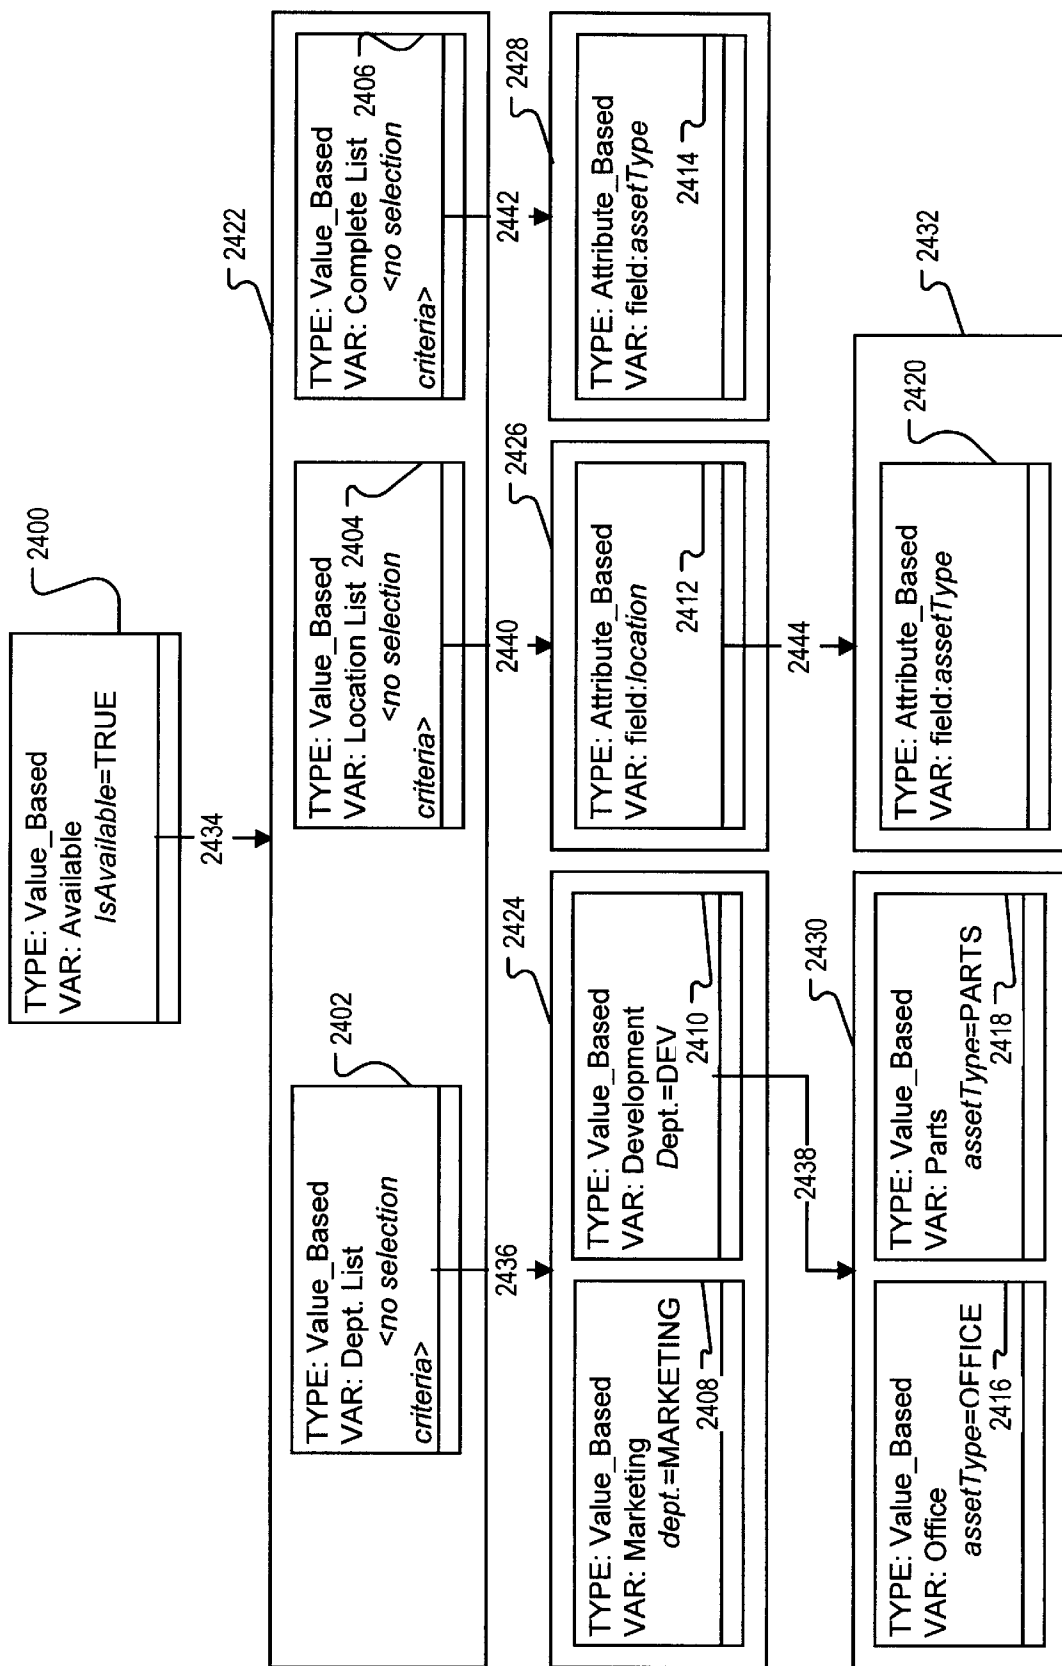 TYPE: Value_Based
VAR: Available
IsAvailable=TRUE
2400
2434
2422
TYPE: Value_Based
VAR: Dept. List
<no selection
criteria>
2402
TYPE: Value_Based
VAR: Location List 2404
<no selection
criteria>
TYPE: Value_Based
VAR: Complete List
2406
<no selection
criteria>
2436
2440
2442
2424
2426
2428
TYPE: Value_Based
VAR: Marketing
dept.=MARKETING
2408
TYPE: Value_Based
VAR: Development
Dept.=DEV
2410
TYPE: Attribute_Based
VAR: field:location
2412
TYPE: Attribute_Based
VAR: field:assetType
2414
2438
2444
2430
2432
TYPE: Value_Based
VAR: Office
assetType=OFFICE
2416
TYPE: Value_Based
VAR: Parts
assetType=PARTS
2418
TYPE: Attribute_Based
VAR: field:assetType
2420